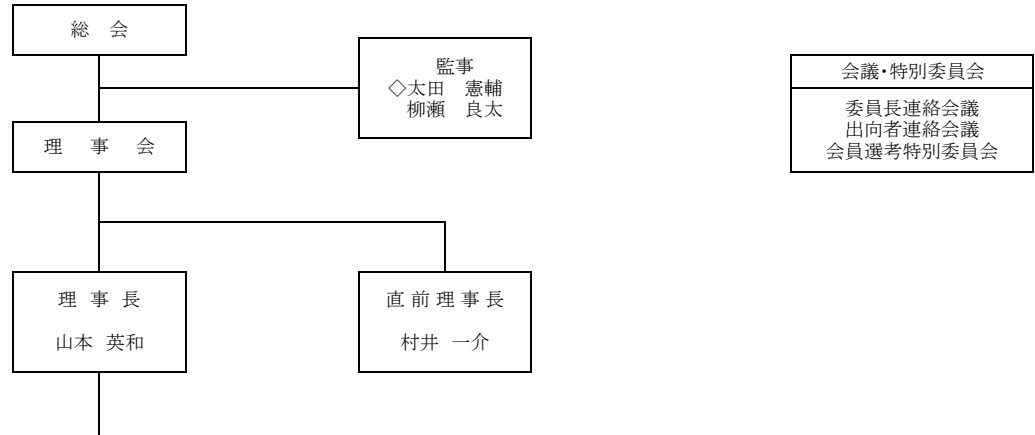 総 会
監事
◇太田 憲輔
柳瀬 良太
会議・特別委員会
委員長連絡会議
出向者連絡会議
会員選考特別委員会
理 事 会
理 事 長
山本 英和
直 前 理 事 長
村井 一介